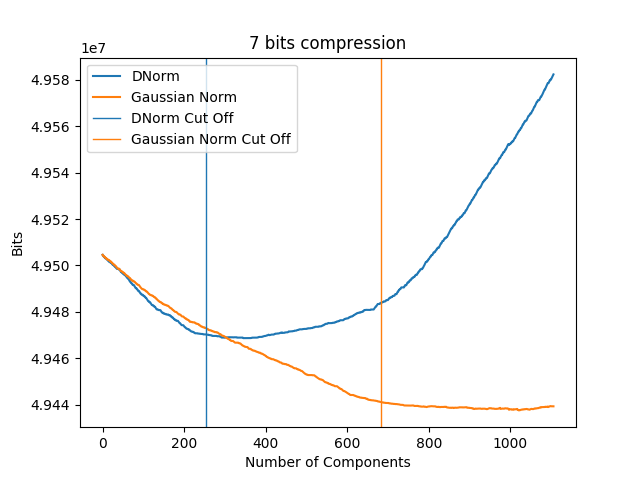 7 bits compression
1e7
4.958
4.956
4.954
4.952
4.950
4.948
4.946
4.944
Bits
DNorm
Gaussian Norm
DNorm Cut Off
Gaussian Norm Cut Off
0 200 400 600 800 1000
Number of Components